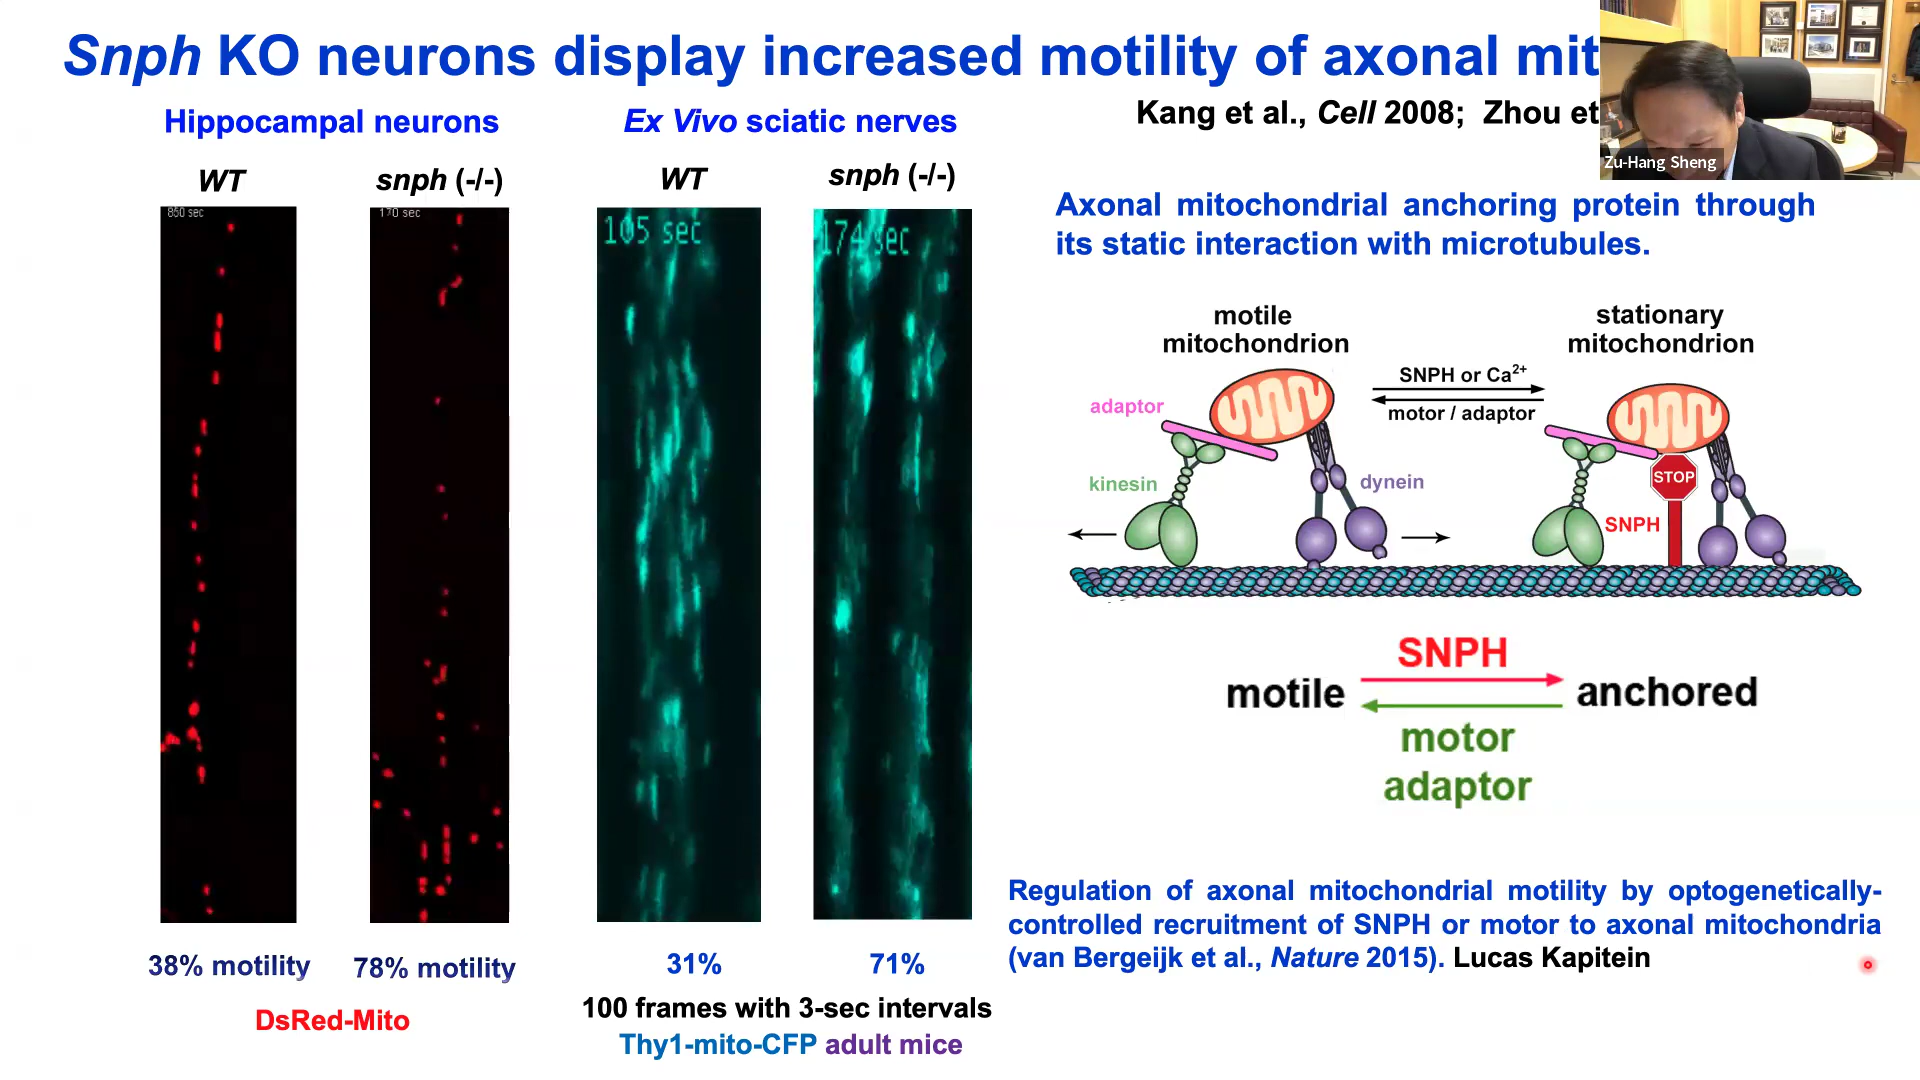 Snph KO neurons display increased motility of axonal mit
Kang et al., Cell 2008; Zhou et
Zu-Hang Sheng
Hippocampal neurons
Ex Vivo sciatic nerves
WT
snph (-/-)
WT
snph (-/-)
850 sec
170 sec
105 sec
174 sec
38% motility
78% motility
31%
71%
DsRed-Mito
100 frames with 3-sec intervals
Thy1-mito-CFP adult mice
Axonal mitochondrial anchoring protein through
its static interaction with microtubules.
motile
mitochondrion
stationary
mitochondrion
SNPH or Ca2+
motor / adaptor
adaptor
kinesin
dynein
STOP
SNPH
SNPH
motile
anchored
motor
adaptor
Regulation of axonal mitochondrial motility by optogenetically-
controlled recruitment of SNPH or motor to axonal mitochondria
(van Bergeijk et al., Nature 2015). Lucas Kapitein